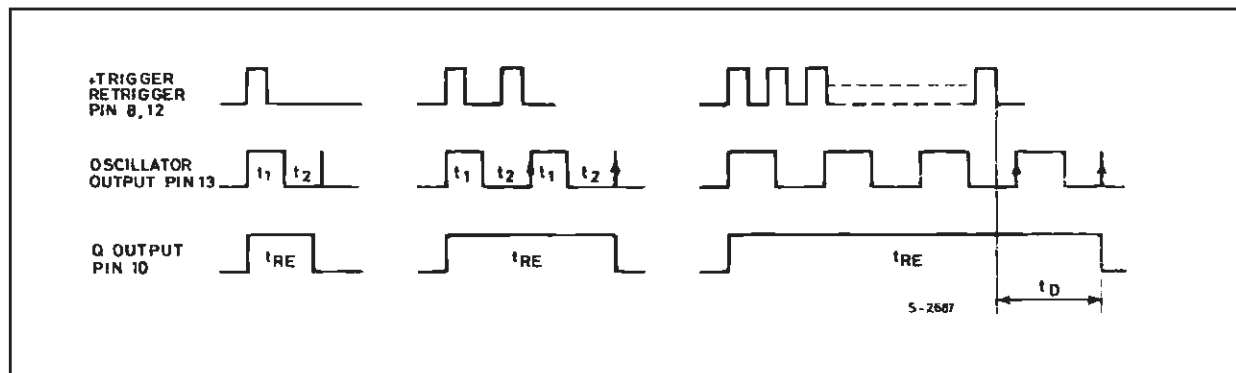 +TRIGGER
RETRIGGER
PIN 8, 12
OSCILLATOR
OUTPUT PIN 13
t1 t2 t1 t2 t1 t2
Q OUTPUT
PIN 10
tRE tRE tRE
tD
S-2687